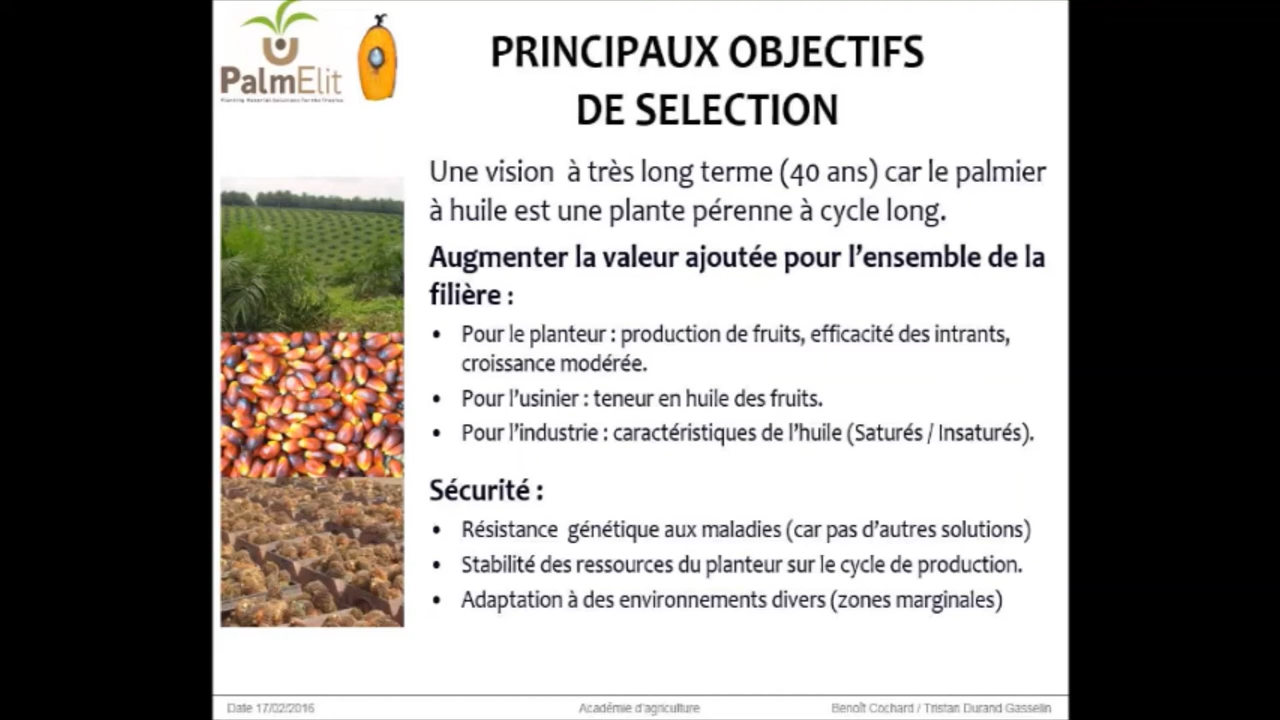 PalmElit
Planting Material Solutions for the Tropics
PRINCIPAUX OBJECTIFS
DE SELECTION
Une vision à très long terme (40 ans) car le palmier
à huile est une plante pérenne à cycle long.
Augmenter la valeur ajoutée pour l'ensemble de la
filière :
• Pour le planteur : production de fruits, efficacité des intrants,
croissance modérée.
• Pour l'usinier : teneur en huile des fruits.
• Pour l'industrie : caractéristiques de l'huile (Saturés / Insaturés).
Sécurité :
• Résistance génétique aux maladies (car pas d'autres solutions)
• Stabilité des ressources du planteur sur le cycle de production.
• Adaptation à des environnements divers (zones marginales)
Date 17/02/2016
Académie d'agriculture
Benoît Cochard / Tristan Durand Gasselin